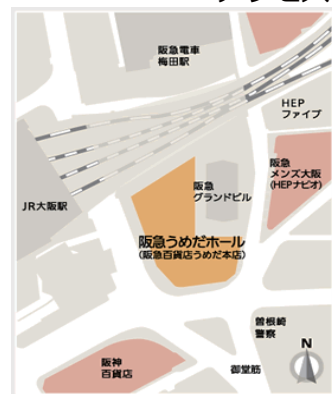 阪急電車
梅田駅
HEP
ファイブ
阪急
メンズ大阪
(HEPナビオ)
阪急
グランドビル
JR大阪駅
阪急うめだホール
(阪急百貨店うめだ本店)
曽根崎
警察
N
御堂筋
阪神
百貨店